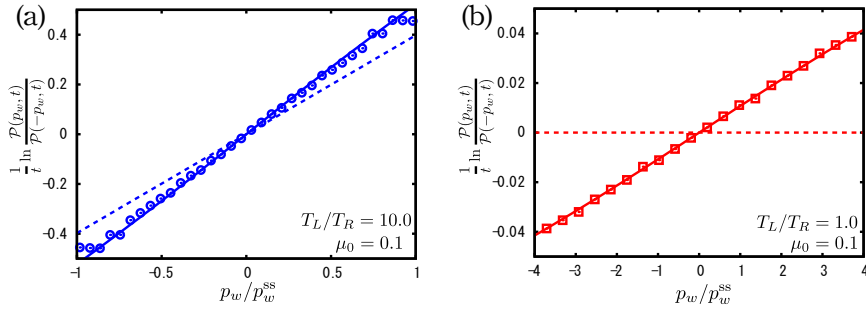 (a)
1/t ln P(p_w, t)/P(-p_w, t)
0.4
0.2
0
-0.2
-0.4
T_L/T_R = 10.0
μ_0 = 0.1
-1 -0.5 0 0.5 1
p_w/p_w^ss
(b)
1/t ln P(p_w, t)/P(-p_w, t)
0.04
0.02
0
-0.02
-0.04
T_L/T_R = 1.0
μ_0 = 0.1
-4 -3 -2 -1 0 1 2 3 4
p_w/p_w^ss